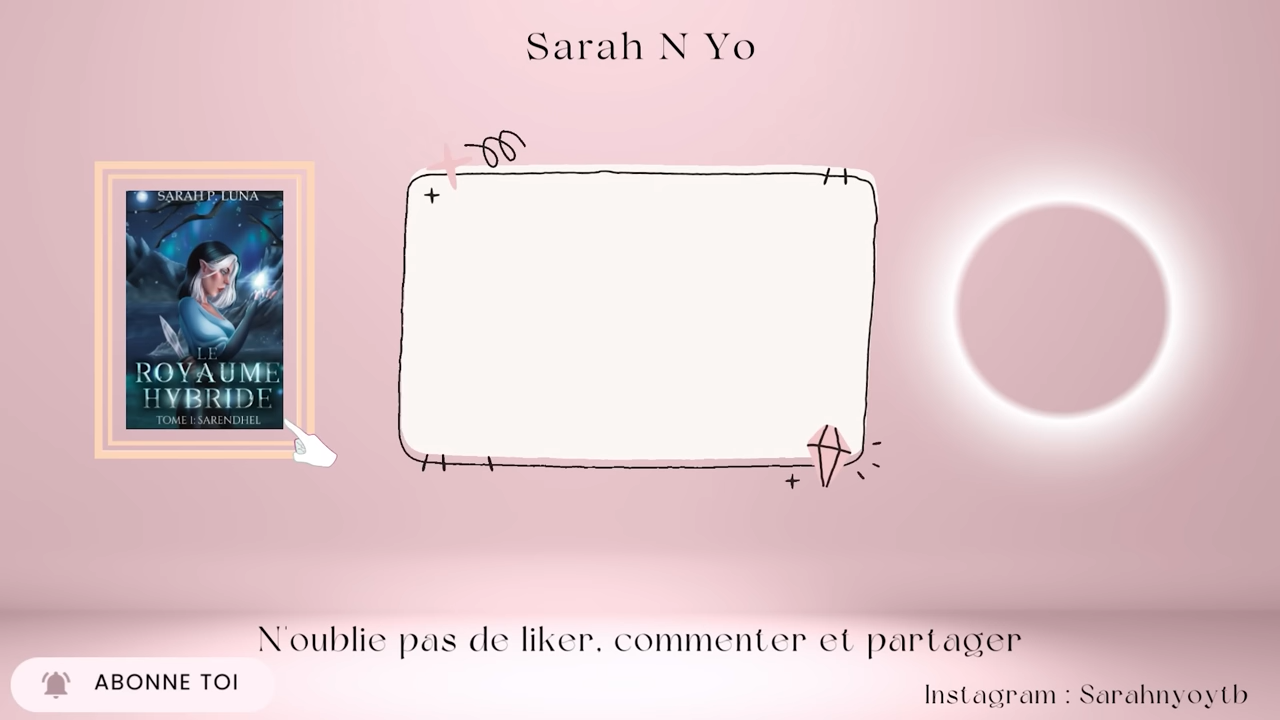 Sarah N Yo
SARAH P. LUNA
LE
ROYAUME
HYBRIDE
TOME 1: SARENDHEL
N'oublie pas de liker, commenter et partager
ABONNE TOI
Instagram : Sarahnyoytb